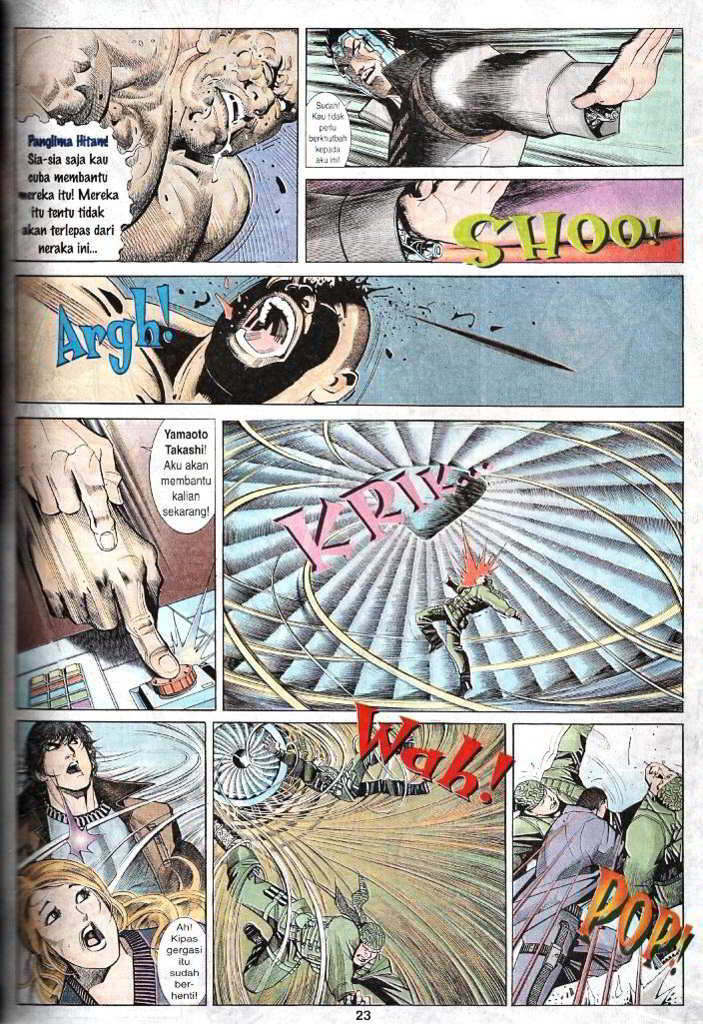 Panglima Hitam!
Sia-sia saja kau
cuba membantu
mereka itu! Mereka
itu tentu tidak
akan terlepas dari
neraka ini...
Sudah!
Kau tidak
perlu
berkhutbah
kepada
aku ini!
SHOO!
Argh!
Yamaoto
Takashi!
Aku akan
membantu
kalian
sekarang!
KRIK...
Ah!
Kipas
gergasi
itu
sudah
ber-
henti!
Wah!
POP!
23